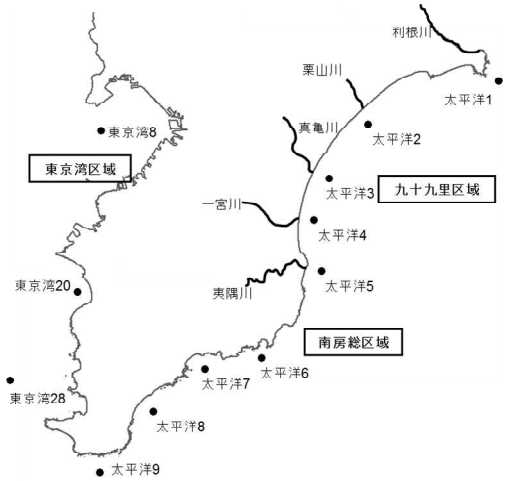 利根川
栗山川
太平洋1
真亀川
太平洋2
東京湾8
東京湾区域
太平洋3
九十九里区域
一宮川
太平洋4
太平洋5
東京湾20
夷隅川
南房総区域
太平洋6
太平洋7
東京湾28
太平洋8
太平洋9